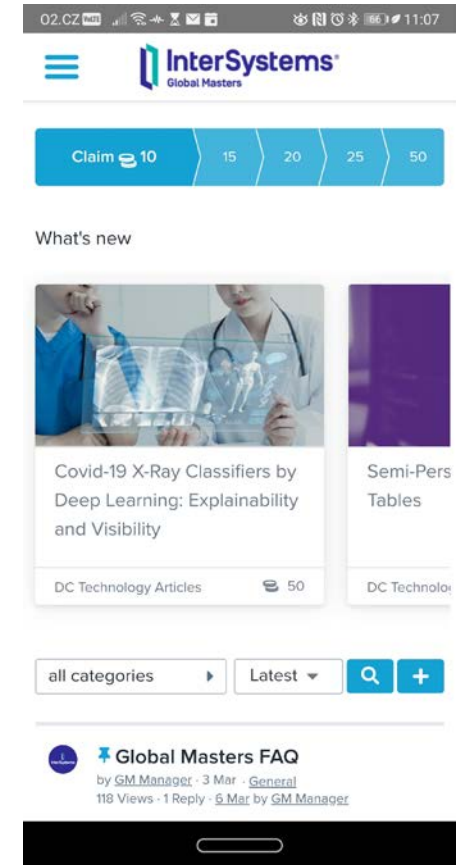 O2.CZ 66 11:07
InterSystems
Global Masters
Claim 10 15 20 25 50
What's new
Covid-19 X-Ray Classifiers by
Deep Learning: Explainability
and Visibility
Semi-Pers
Tables
DC Technology Articles 50
DC Technolo
all categories Latest
Global Masters FAQ
by GM Manager · 3 Mar · General
118 Views · 1 Reply · 6 Mar by GM Manager